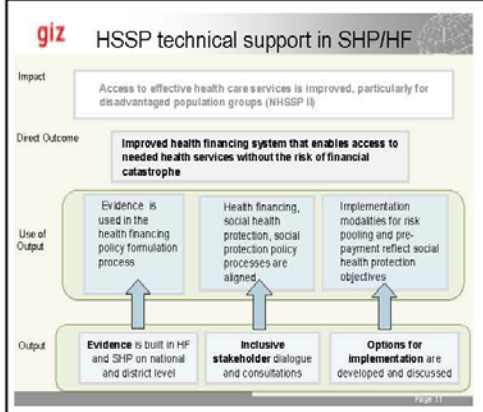 giz
HSSP technical support in SHP/HF
Impact
Access to effective health care services is improved, particularly for
disadvantaged population groups (NHSSP II)
Direct Outcome
Improved health financing system that enables access to
needed health services without the risk of financial
catastrophe
Use of
Output
Evidence is
used in the
health financing
policy formulation
process
Health financing,
social health
protection, social
protection policy
processes are
aligned
Implementation
modalities for risk
pooling and pre-
payment reflect social
health protection
objectives
Output
Evidence is built in HF
and SHP on national
and district level
Inclusive
stakeholder dialogue
and consultations
Options for
implementation are
developed and discussed
Page 11